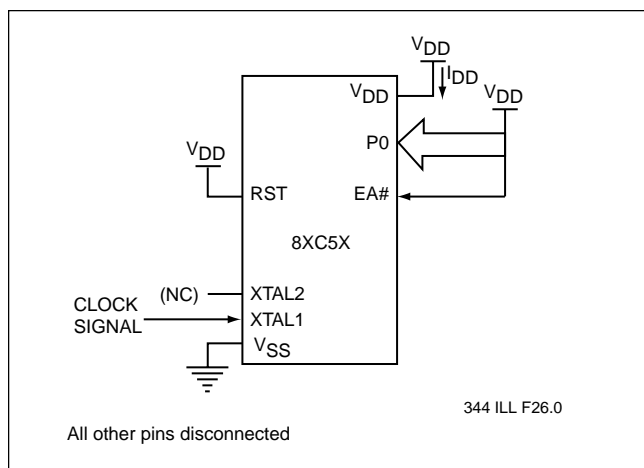 VDD
IDD
VDD
VDD
P0
VDD
RST
EA#
8XC5X
(NC)
XTAL2
CLOCK
SIGNAL
XTAL1
VSS
344 ILL F26.0
All other pins disconnected